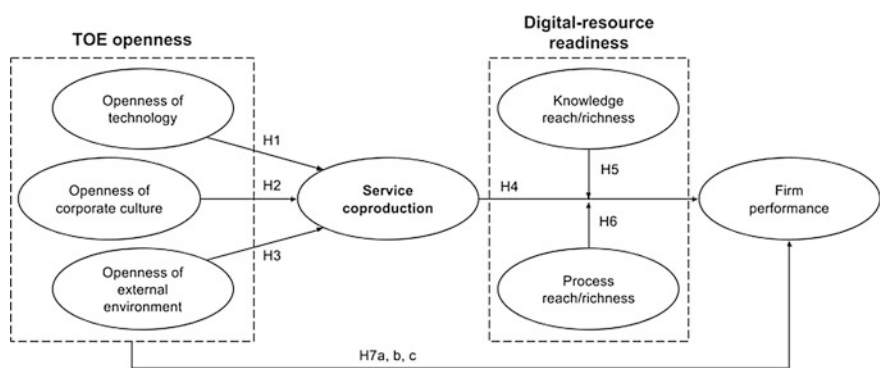 TOE openness
Openness of
technology
Openness of
corporate culture
Openness of
external
environment
H1
H2
H3
Service
coproduction
H4
Digital-resource
readiness
Knowledge
reach/richness
H5
H6
Process
reach/richness
Firm
performance
H7a, b, c